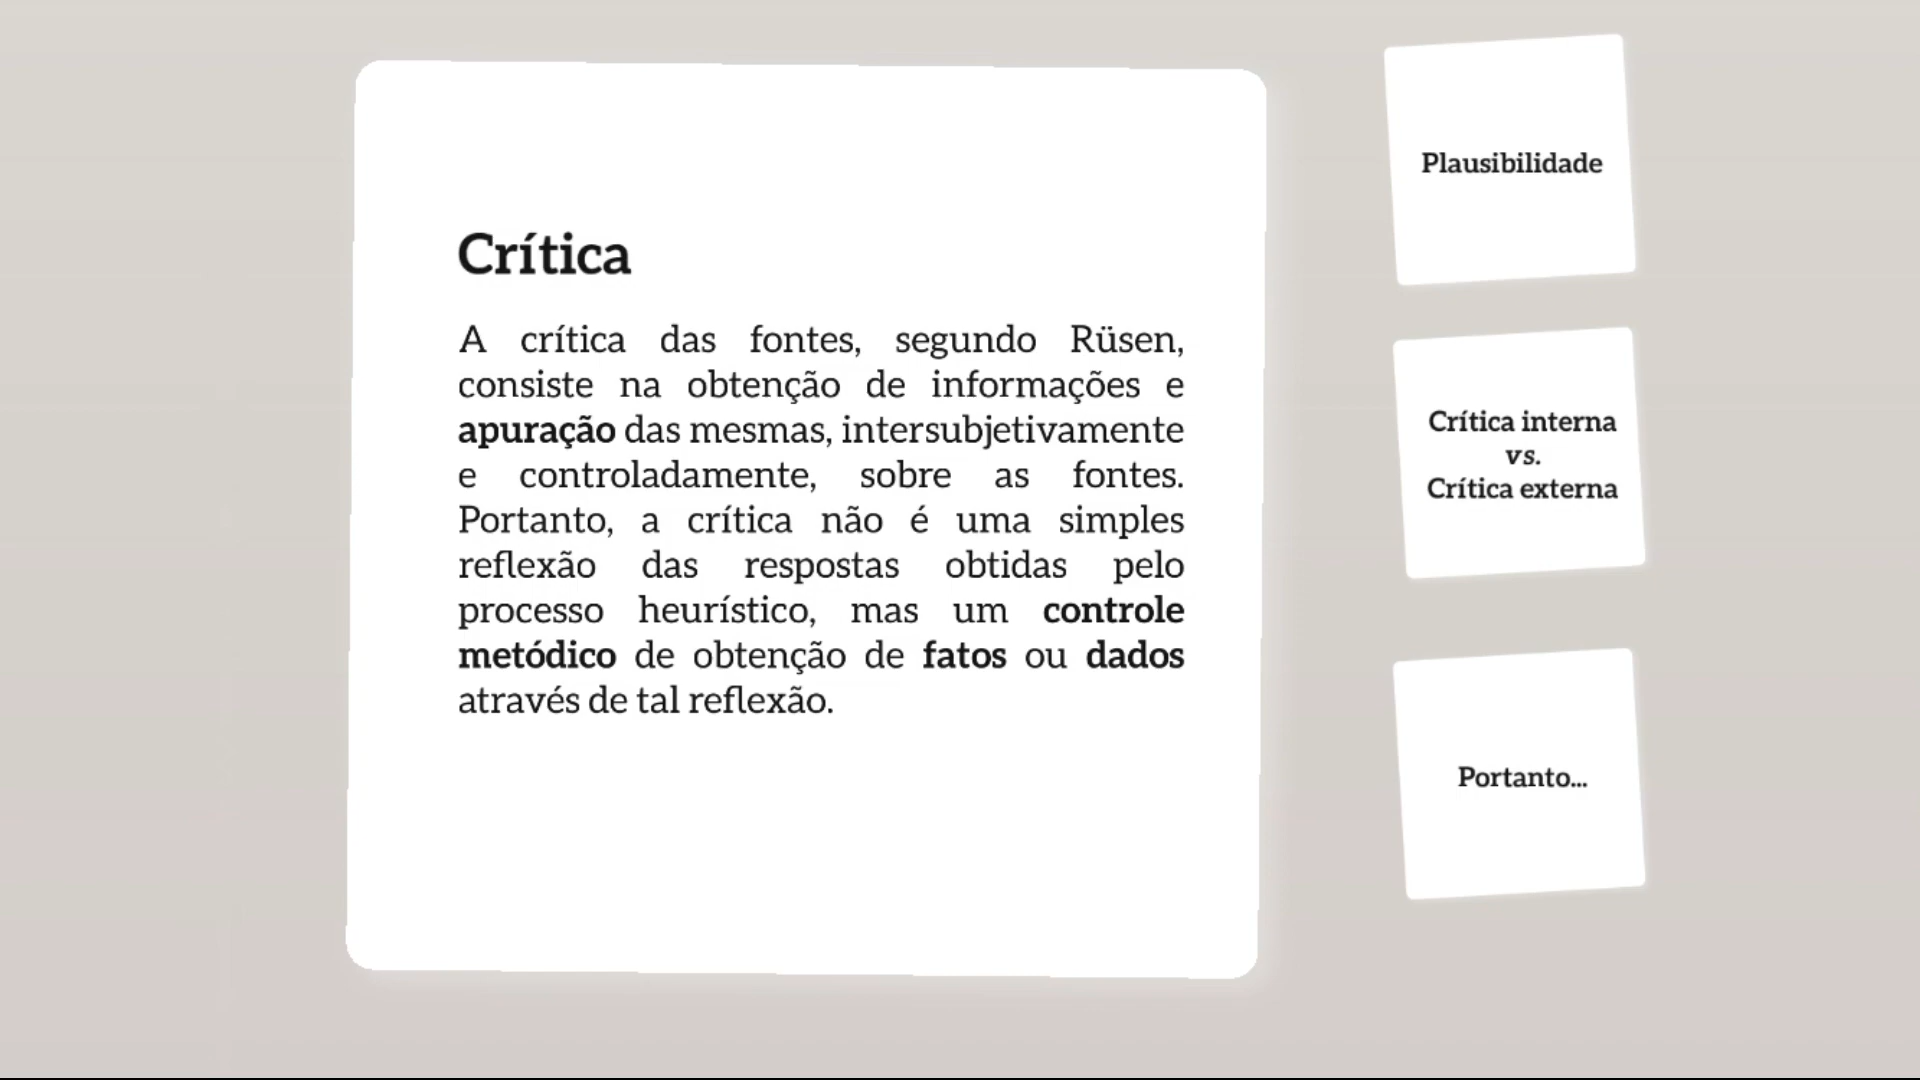 Crítica
A crítica das fontes, segundo Rüsen,
consiste na obtenção de informações e
apuração das mesmas, intersubjetivamente
e controladamente, sobre as fontes.
Portanto, a crítica não é uma simples
reflexão das respostas obtidas pelo
processo heurístico, mas um controle
metódico de obtenção de fatos ou dados
através de tal reflexão.
Plausibilidade
Crítica interna
vs.
Crítica externa
Portanto...